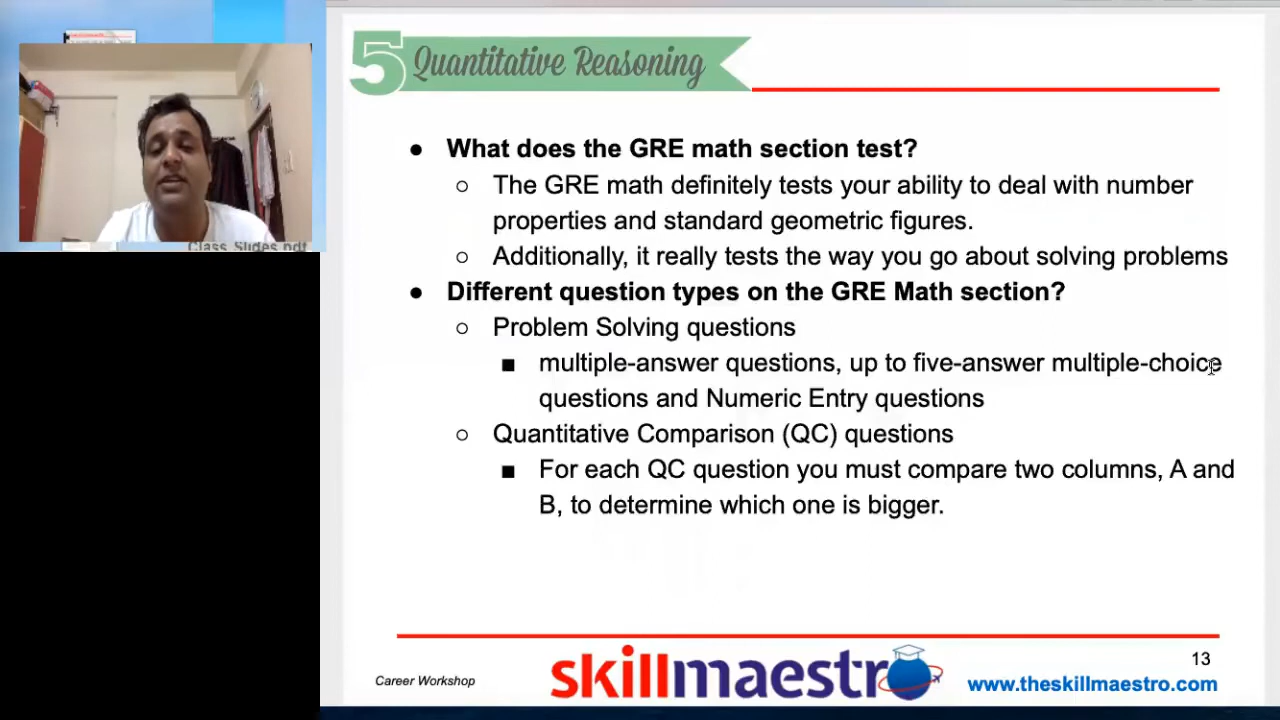 5 Quantitative Reasoning
● What does the GRE math section test?
○ The GRE math definitely tests your ability to deal with number
properties and standard geometric figures.
○ Additionally, it really tests the way you go about solving problems
● Different question types on the GRE Math section?
○ Problem Solving questions
■ multiple-answer questions, up to five-answer multiple-choice
questions and Numeric Entry questions
○ Quantitative Comparison (QC) questions
■ For each QC question you must compare two columns, A and
B, to determine which one is bigger.
Class Slides.pdf
13
Career Workshop
skillmaestro
www.theskillmaestro.com